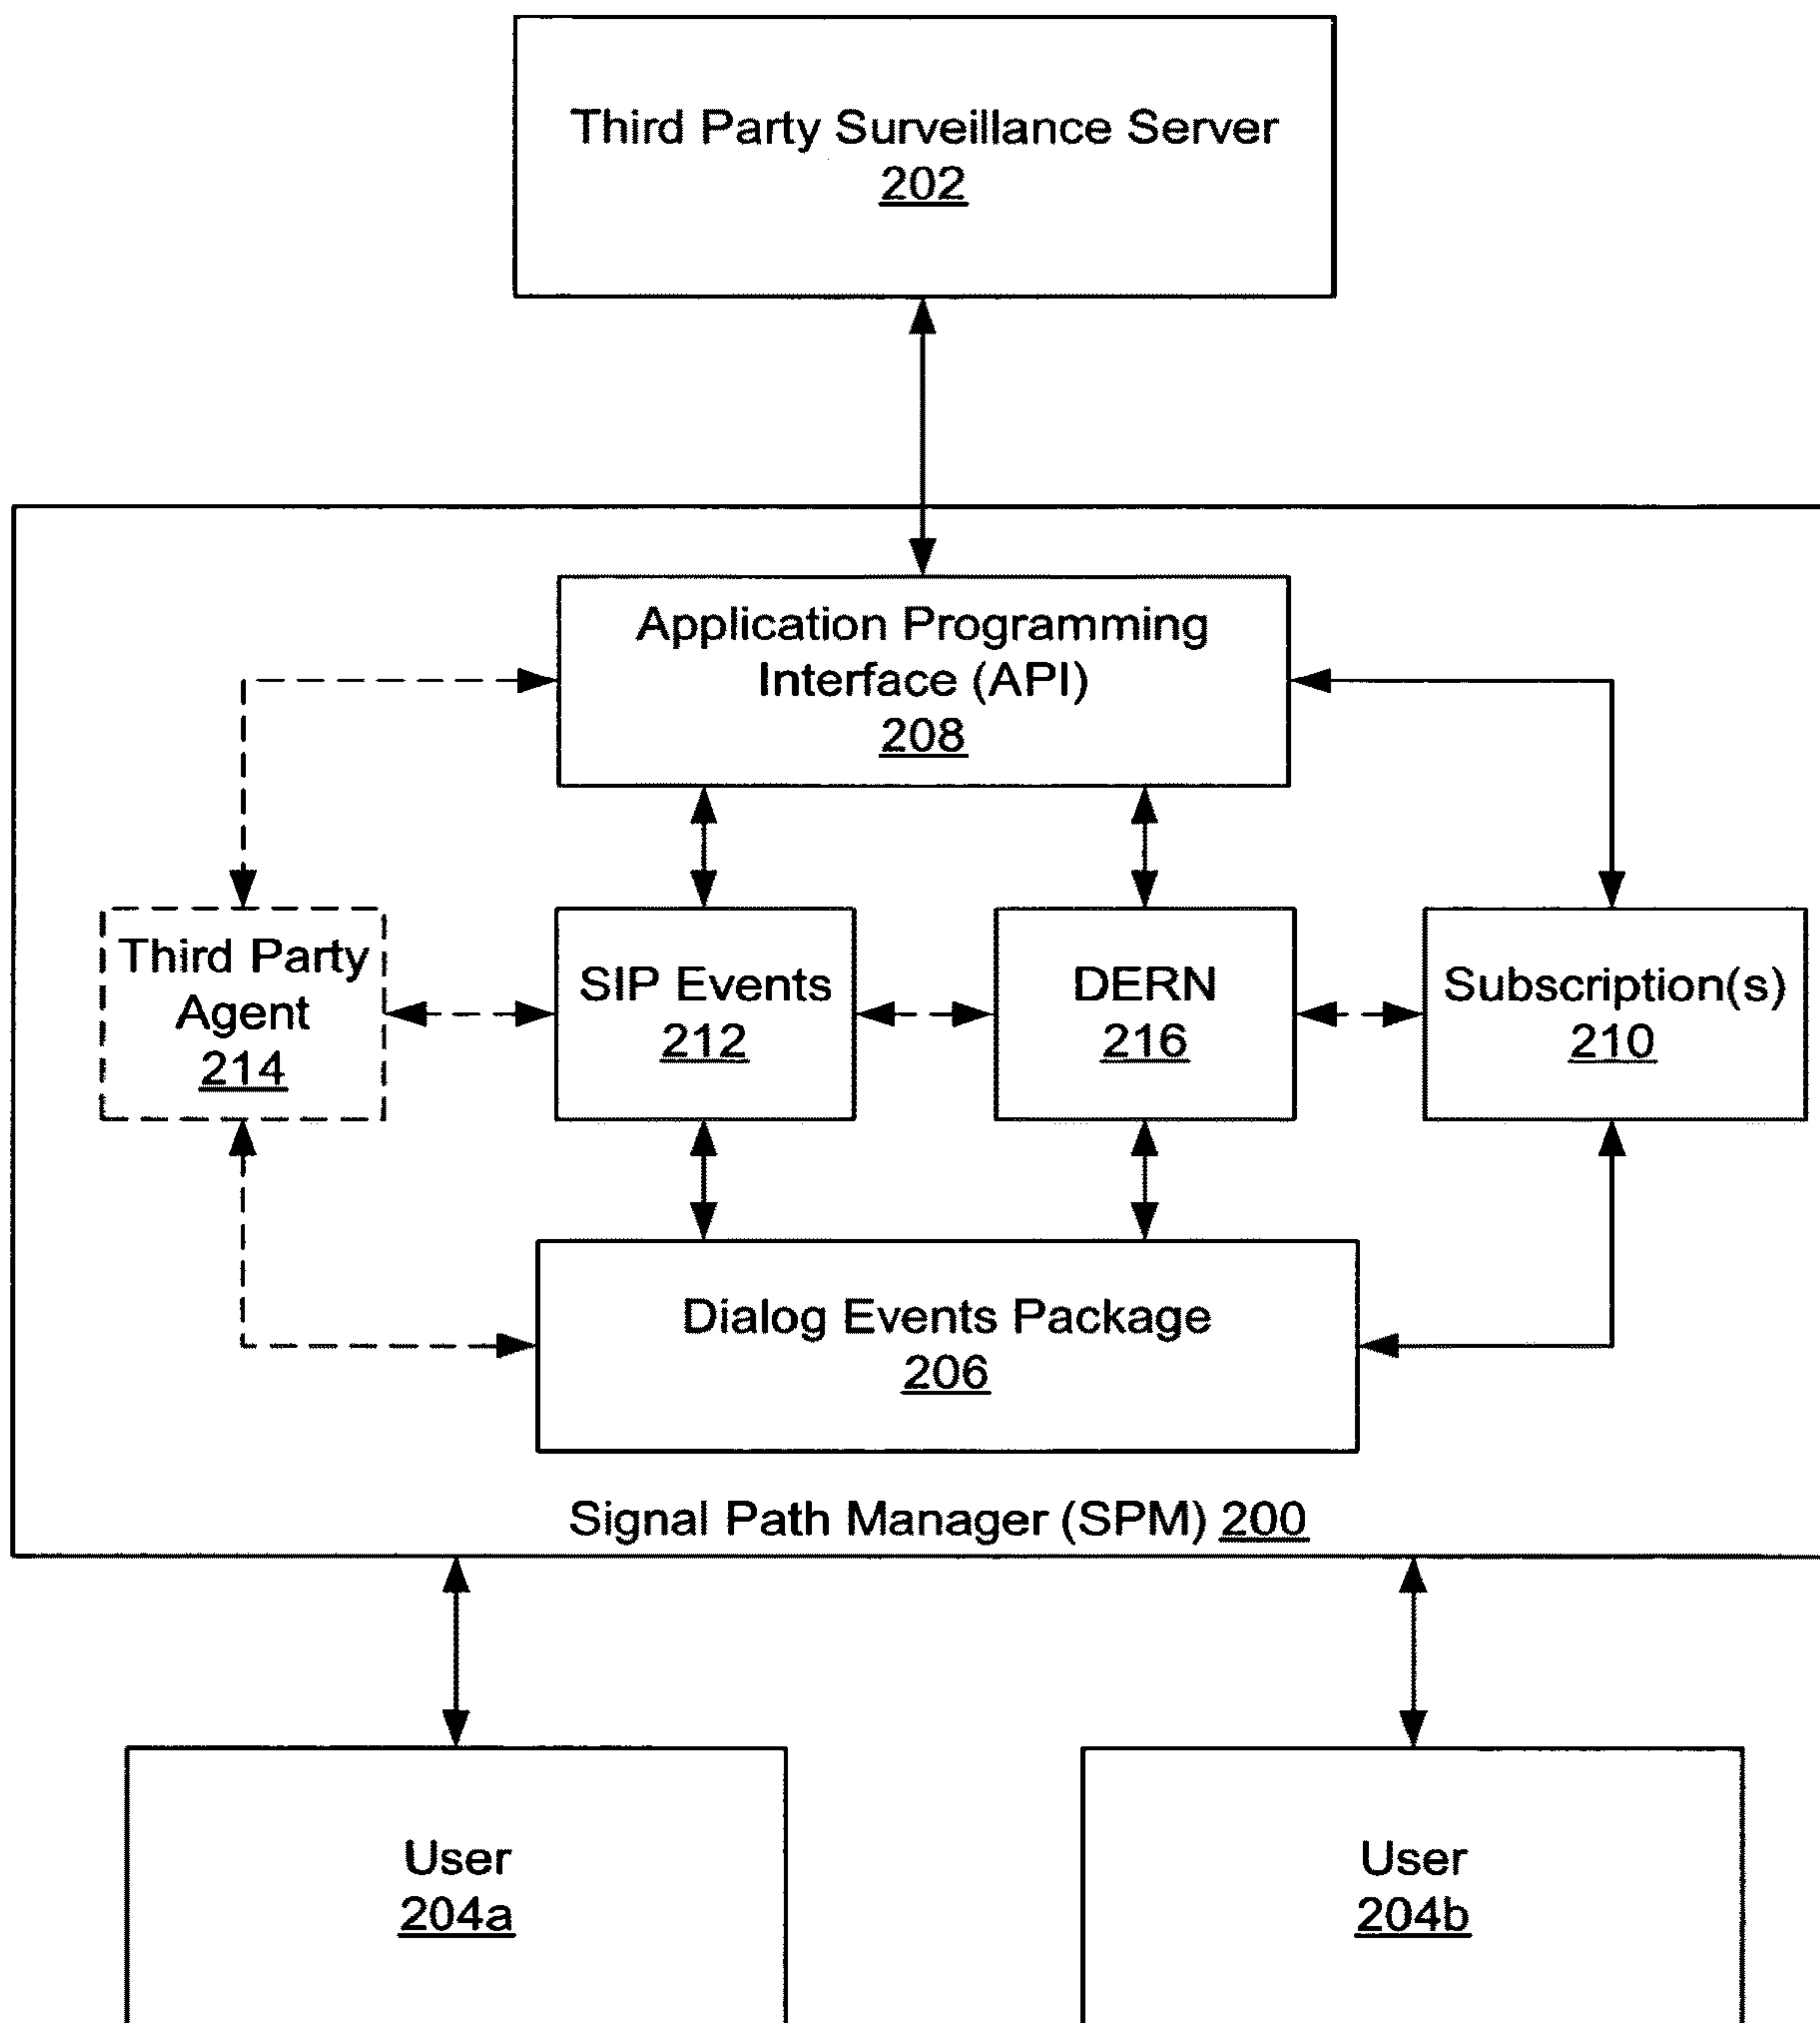 Third Party Surveillance Server
202
Application Programming
Interface (API)
208
Third Party
Agent
214
SIP Events
212
DERN
216
Subscription(s)
210
Dialog Events Package
206
Signal Path Manager (SPM) 200
User
204a
User
204b